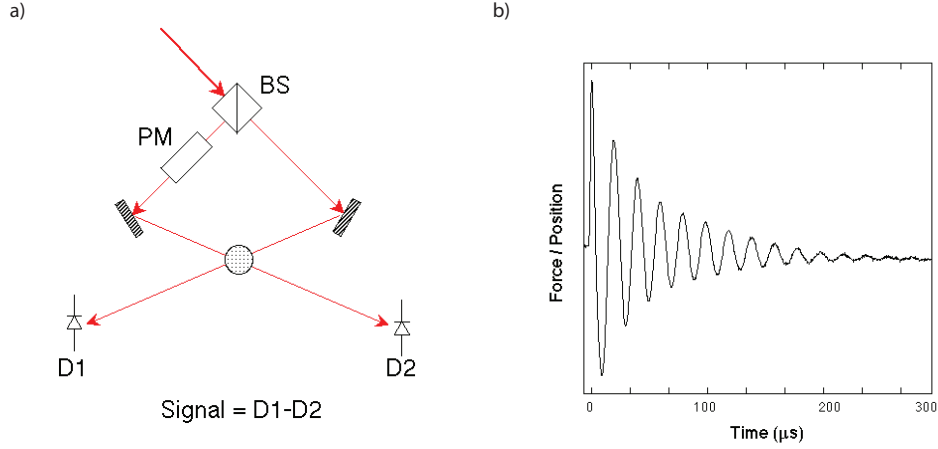 a)
BS
PM
D1
D2
Signal = D1-D2
b)
Force / Position
0
100
200
300
Time (μs)